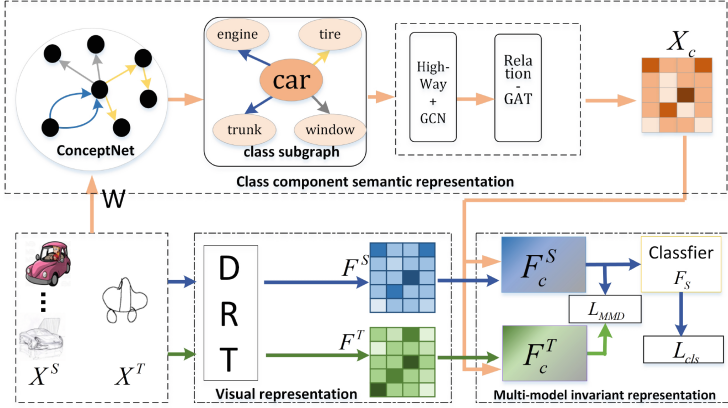 ConceptNet
engine
tire
car
trunk
window
class subgraph
High-
Way
+
GCN
Rela
tion
-
GAT
X_c
Class component semantic representation
W
X^S
X^T
D
R
T
F^S
F^T
Visual representation
F_c^S
F_c^T
L_MMD
Classfier
F_S
L_cls
Multi-model invariant representation